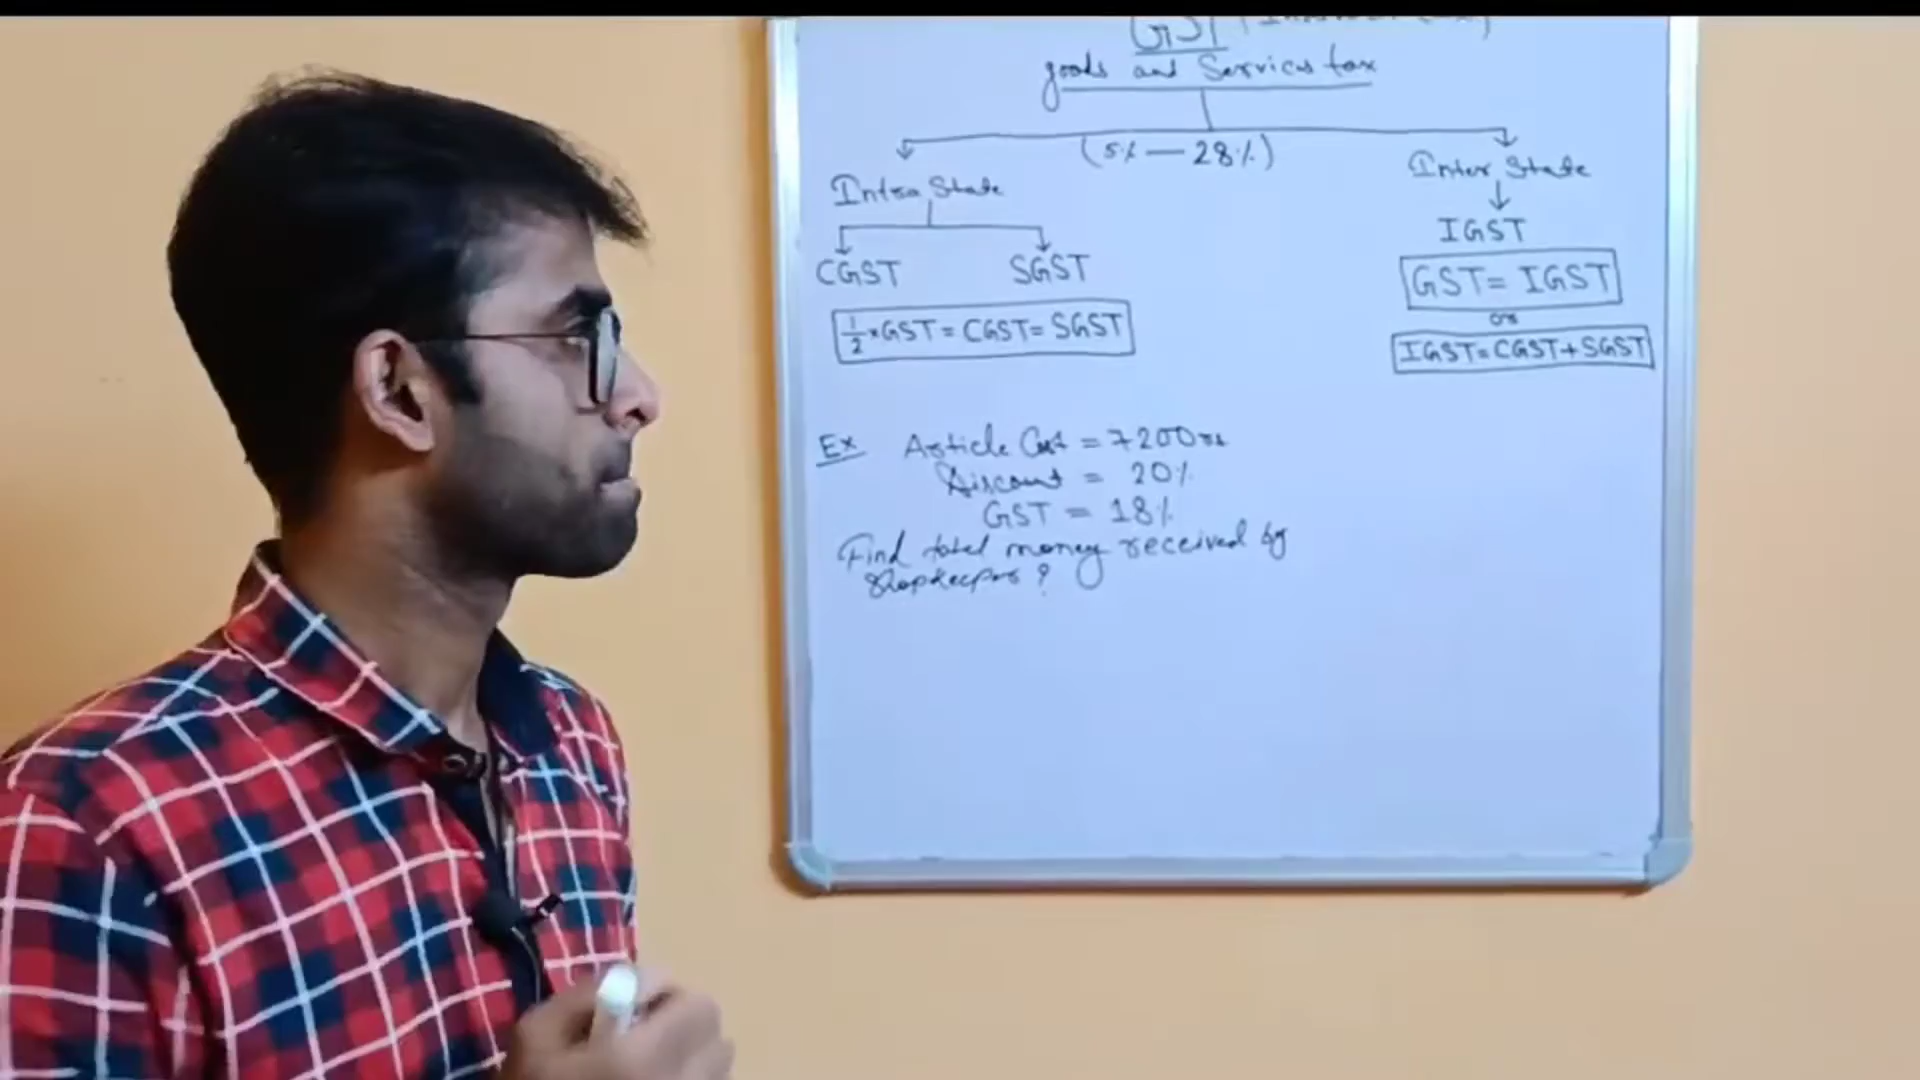 GST
goods and Services tax
(5% — 28%)
Intra State
CGST SGST
1/2 × GST = CGST = SGST
Inter State
IGST
GST = IGST
or
IGST = CGST + SGST
Ex Article Cost = 7200 rs
Discount = 20%
GST = 18%
Find total money received by
Shopkeeper ?